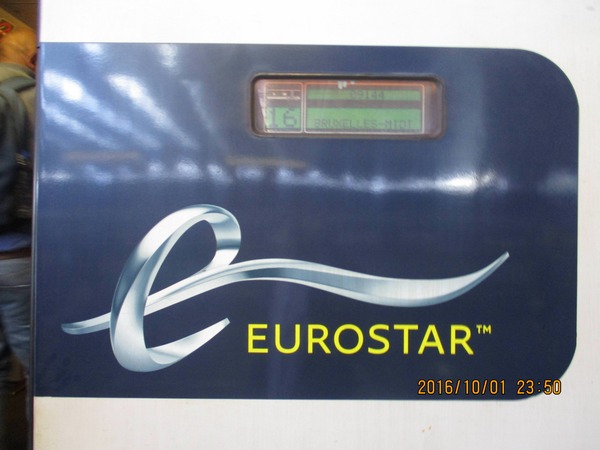 16
BRUXELLES-MIDI
EUROSTAR™
2016/10/01 23:50